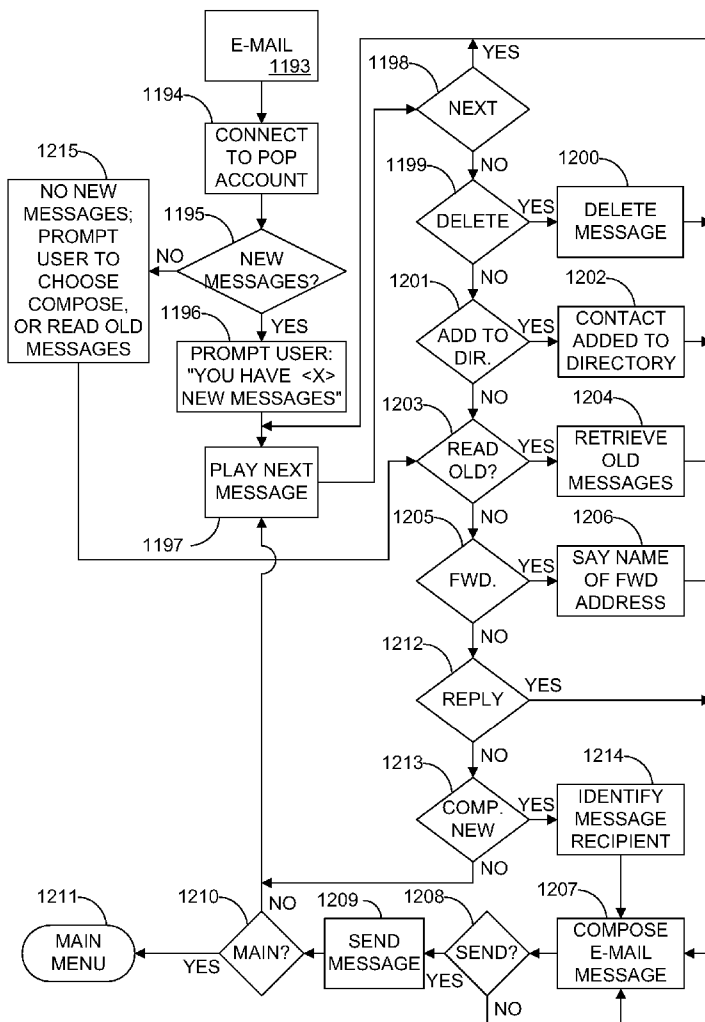 E-MAIL
1193
1194
CONNECT
TO POP
ACCOUNT
1215
NO NEW
MESSAGES;
PROMPT
USER TO
CHOOSE
COMPOSE,
OR READ OLD
MESSAGES
1195
NO
NEW
MESSAGES?
YES
1196
PROMPT USER:
"YOU HAVE <X>
NEW MESSAGES"
PLAY NEXT
MESSAGE
1197
1198
YES
NEXT
NO
1199
DELETE
YES
1200
DELETE
MESSAGE
NO
1201
ADD TO
DIR.
YES
1202
CONTACT
ADDED TO
DIRECTORY
NO
1203
READ
OLD?
YES
1204
RETRIEVE
OLD
MESSAGES
NO
1205
FWD.
YES
1206
SAY NAME
OF FWD
ADDRESS
NO
1212
REPLY
YES
NO
1213
COMP.
NEW
YES
1214
IDENTIFY
MESSAGE
RECIPIENT
NO
1207
COMPOSE
E-MAIL
MESSAGE
1208
SEND?
YES
NO
1209
SEND
MESSAGE
1210
NO
MAIN?
YES
1211
MAIN
MENU